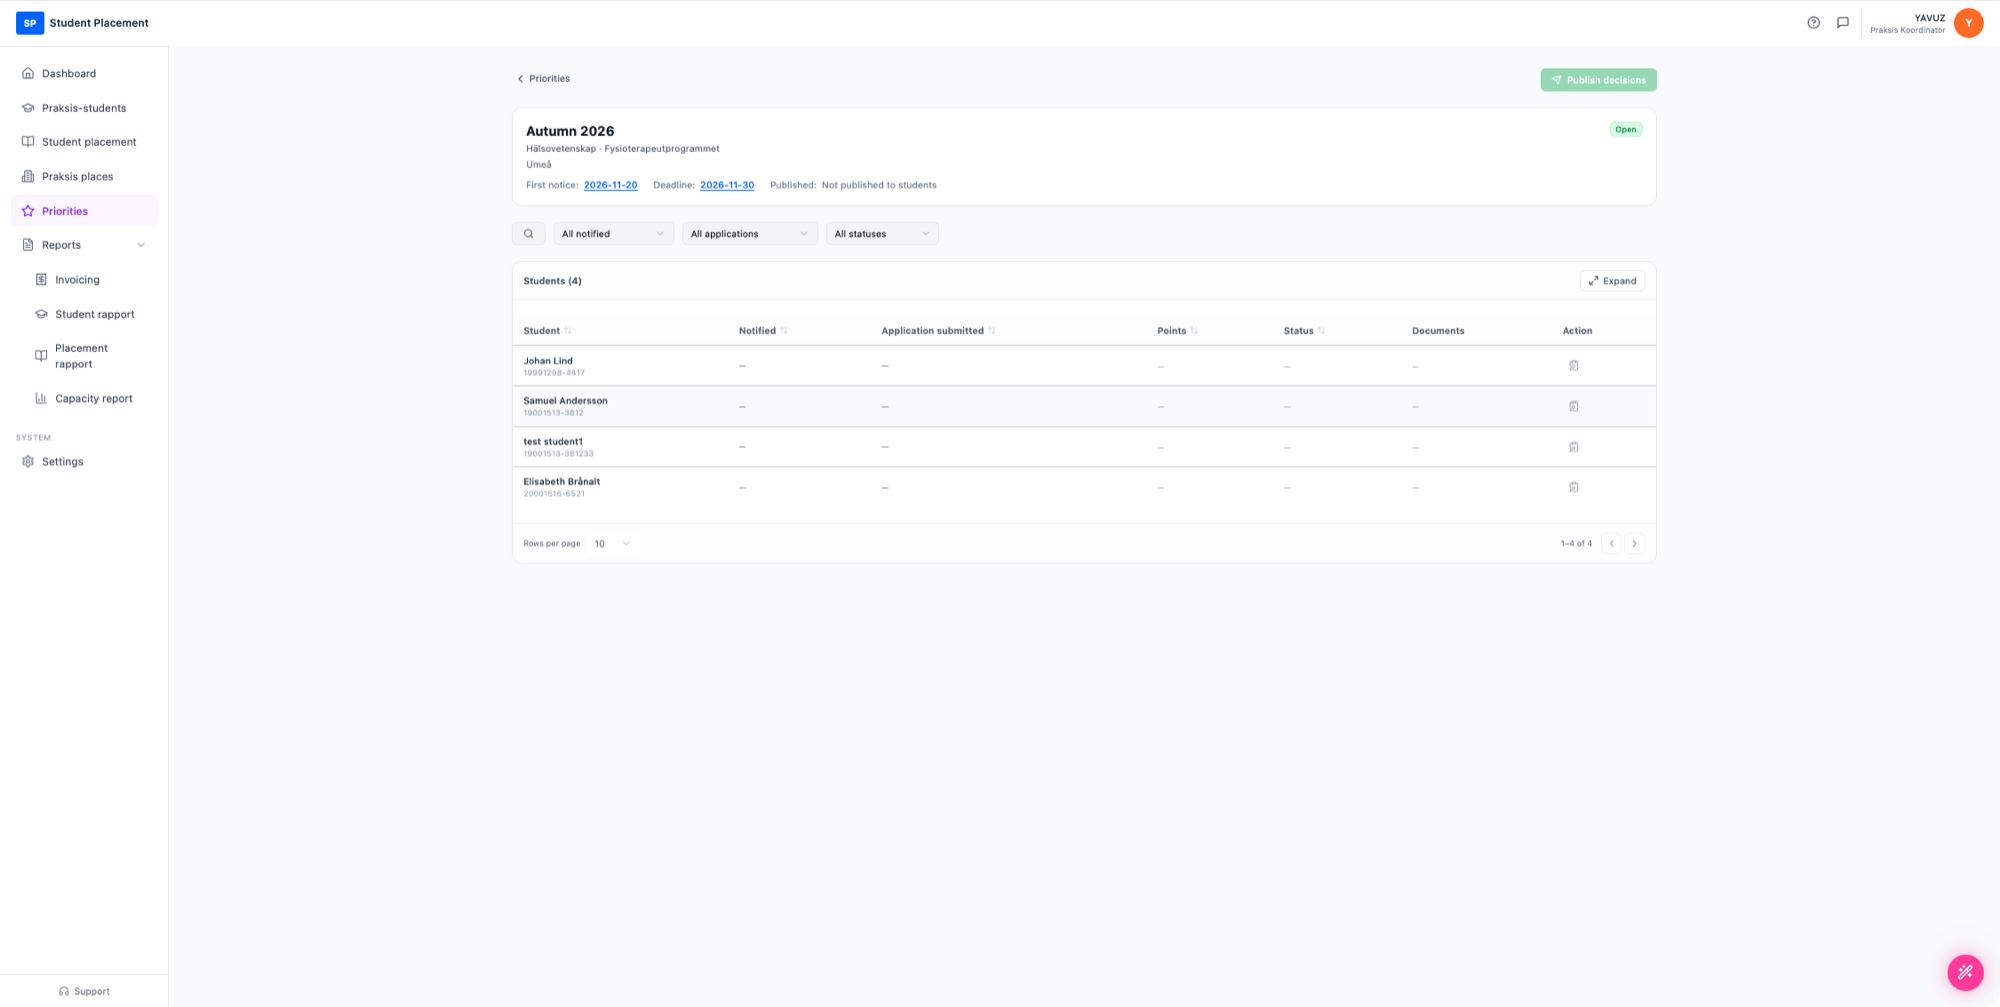 SP Student Placement
YAVUZ
Praksis Koordinator
Y
Dashboard
Praksis-students
Student placement
Praksis places
Priorities
Reports
Invoicing
Student rapport
Placement
rapport
Capacity report
SYSTEM
Settings
Support
Priorities
Publish decisions
Autumn 2026
Open
Hälsovetenskap · Fysioterapeutprogrammet
Umeå
First notice: 2026-11-20 Deadline: 2026-11-30 Published: Not published to students
All notified All applications All statuses
Students (4)
Expand
Student Notified Application submitted Points Status Documents Action
Johan Lind
19991208-4417
– – – – –
Samuel Andersson
19001513-3812
– – – – –
test student1
19001513-381233
– – – – –
Elisabeth Brånalt
20001516-6521
– – – – –
Rows per page 10
1–4 of 4